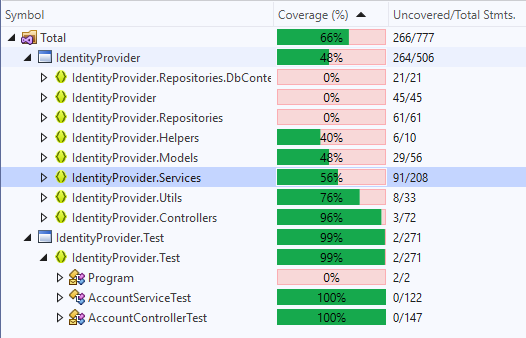 Symbol Coverage (%) Uncovered/Total Stmts.
Total 66% 266/777
IdentityProvider 48% 264/506
IdentityProvider.Repositories.DbConte 0% 21/21
IdentityProvider 0% 45/45
IdentityProvider.Repositories 0% 61/61
IdentityProvider.Helpers 40% 6/10
IdentityProvider.Models 48% 29/56
IdentityProvider.Services 56% 91/208
IdentityProvider.Utils 76% 8/33
IdentityProvider.Controllers 96% 3/72
IdentityProvider.Test 99% 2/271
IdentityProvider.Test 99% 2/271
Program 0% 2/2
AccountServiceTest 100% 0/122
AccountControllerTest 100% 0/147